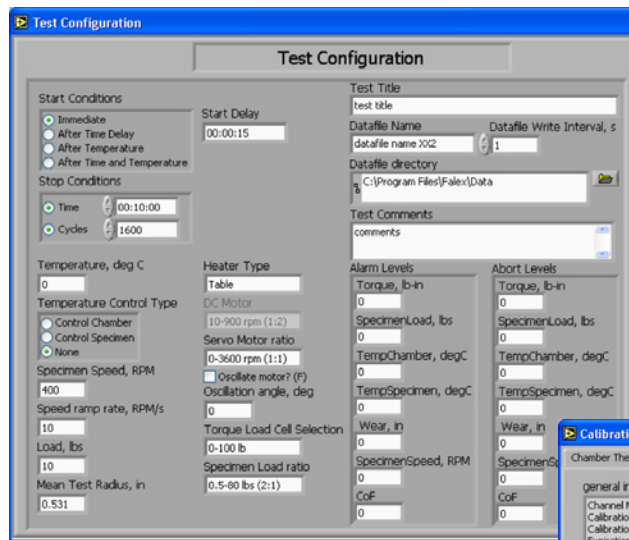 Test Configuration
Test Configuration
Start Conditions
Immediate
After Time Delay
After Temperature
After Time and Temperature
Start Delay
00:00:15
Stop Conditions
Time 00:10:00
Cycles 1600
Test Title
test title
Datafile Name
datafile name XX2
Datafile Write Interval, s
1
Datafile directory
C:\Program Files\Falex\Data
Test Comments
comments
Temperature, deg C
0
Temperature Control Type
Control Chamber
Control Specimen
None
Specimen Speed, RPM
400
Speed ramp rate, RPM/s
10
Load, lbs
10
Mean Test Radius, in
0.531
Heater Type
Table
DC Motor
10-900 rpm (1:2)
Servo Motor ratio
0-3600 rpm (1:1)
Oscillate motor? (F)
Oscillation angle, deg
0
Torque Load Cell Selection
0-100 lb
Specimen Load ratio
0.5-80 lbs (2:1)
Alarm Levels
Torque, lb-in
0
SpecimenLoad, lbs
0
TempChamber, degC
0
TempSpecimen, degC
0
Wear, in
0
SpecimenSpeed, RPM
0
CoF
0
Abort Levels
Torque, lb-in
0
SpecimenLoad, lbs
0
TempChamber, degC
0
TempSpecimen, degC
0
Wear, in
0
SpecimenSp
0
CoF
0
Calibrati
Chamber The
general in
Channel N
Calibratio
Calibratio